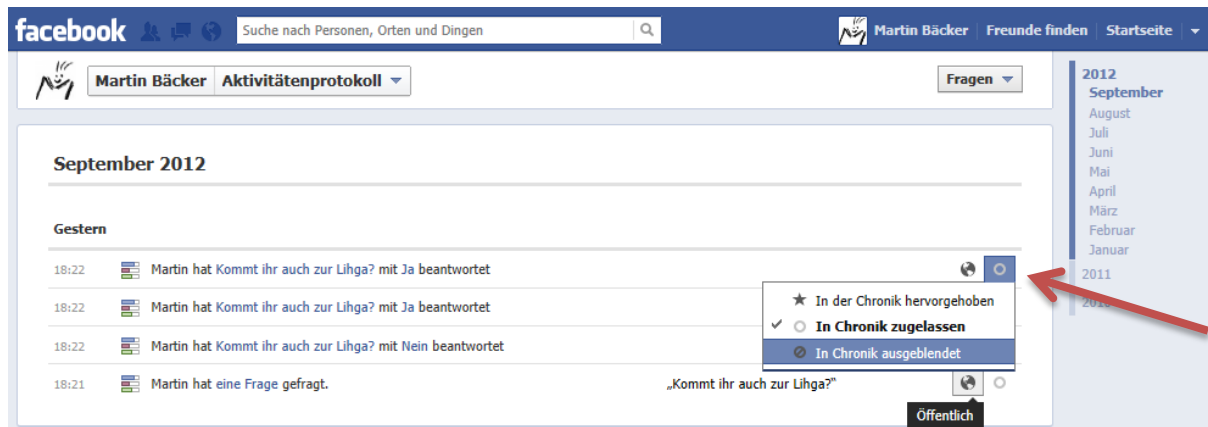 facebook Suche nach Personen, Orten und Dingen Martin Bäcker Freunde finden Startseite
Martin Bäcker Aktivitätenprotokoll Fragen
September 2012
Gestern
18:22 Martin hat Kommt ihr auch zur Lihga? mit Ja beantwortet
In der Chronik hervorgehoben
18:22 Martin hat Kommt ihr auch zur Lihga? mit Ja beantwortet
In Chronik zugelassen
18:22 Martin hat Kommt ihr auch zur Lihga? mit Nein beantwortet
In Chronik ausgeblendet
18:21 Martin hat eine Frage gefragt. „Kommt ihr auch zur Lihga?“
Öffentlich
2012
September
August
Juli
Juni
Mai
April
März
Februar
Januar
2011